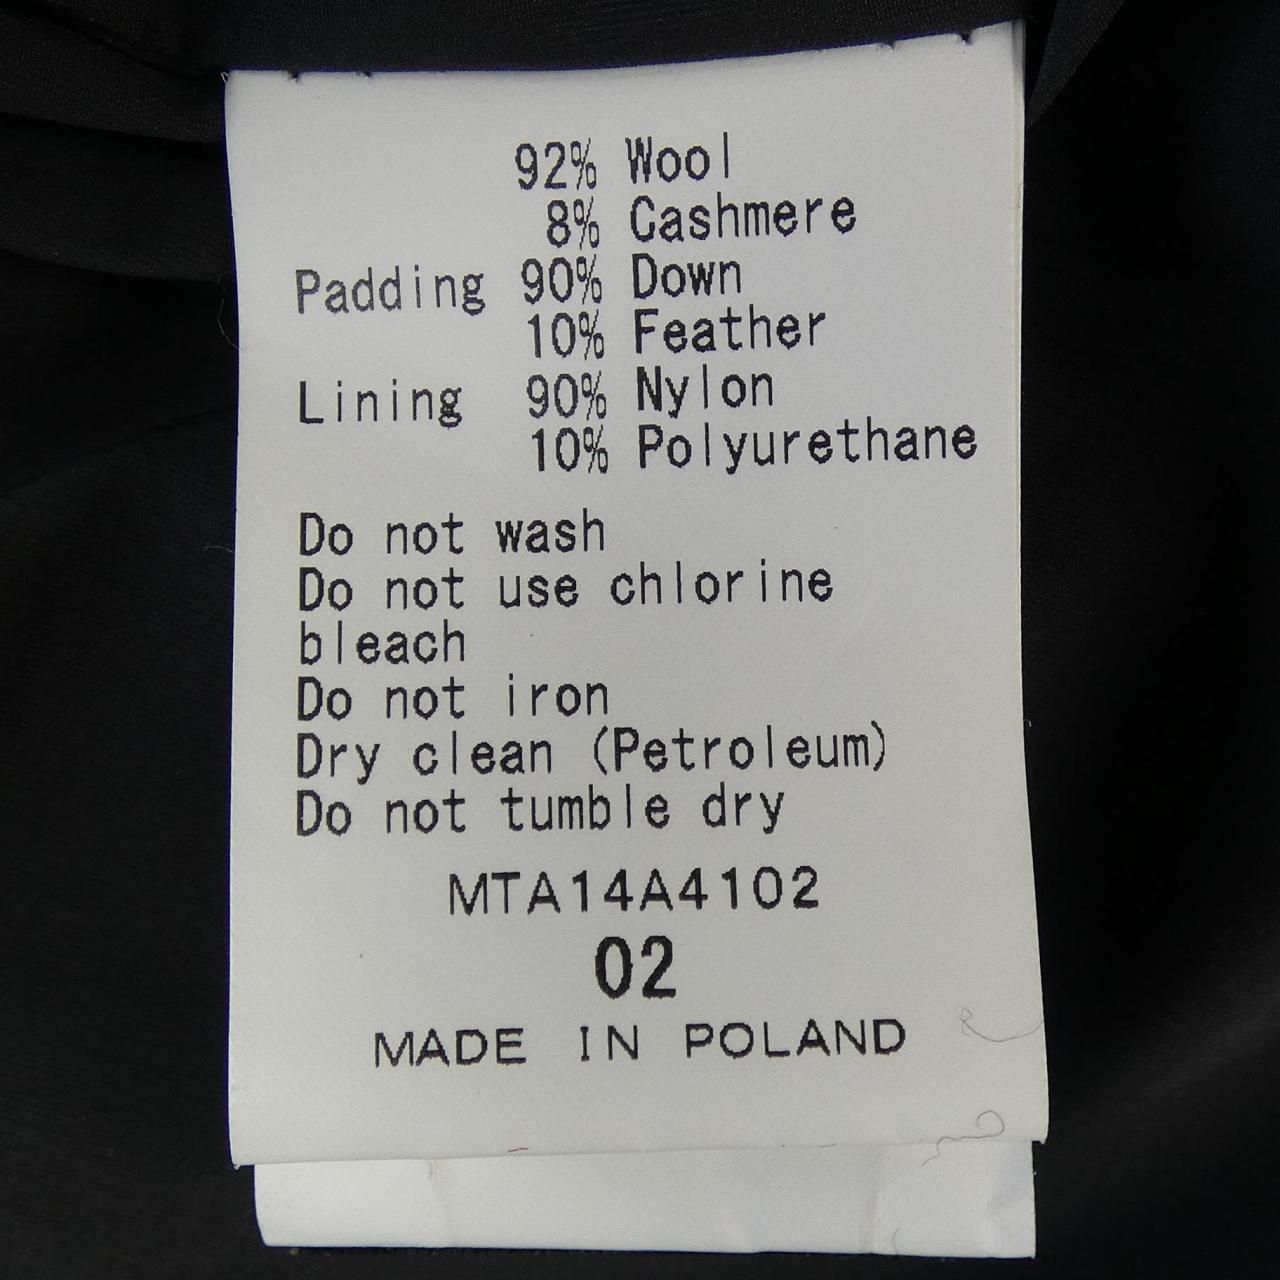 92% Wool
8% Cashmere
Padding 90% Down
10% Feather
Lining 90% Nylon
10% Polyurethane
Do not wash
Do not use chlorine
bleach
Do not iron
Dry clean (Petroleum)
Do not tumble dry
MTA14A4102
02
MADE IN POLAND